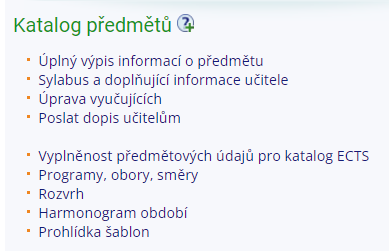 Katalog předmětů
Úplný výpis informací o předmětu
Sylabus a doplňující informace učitele
Úprava vyučujících
Poslat dopis učitelům
Vyplněnost předmětových údajů pro katalog ECTS
Programy, obory, směry
Rozvrh
Harmonogram období
Prohlídka šablon